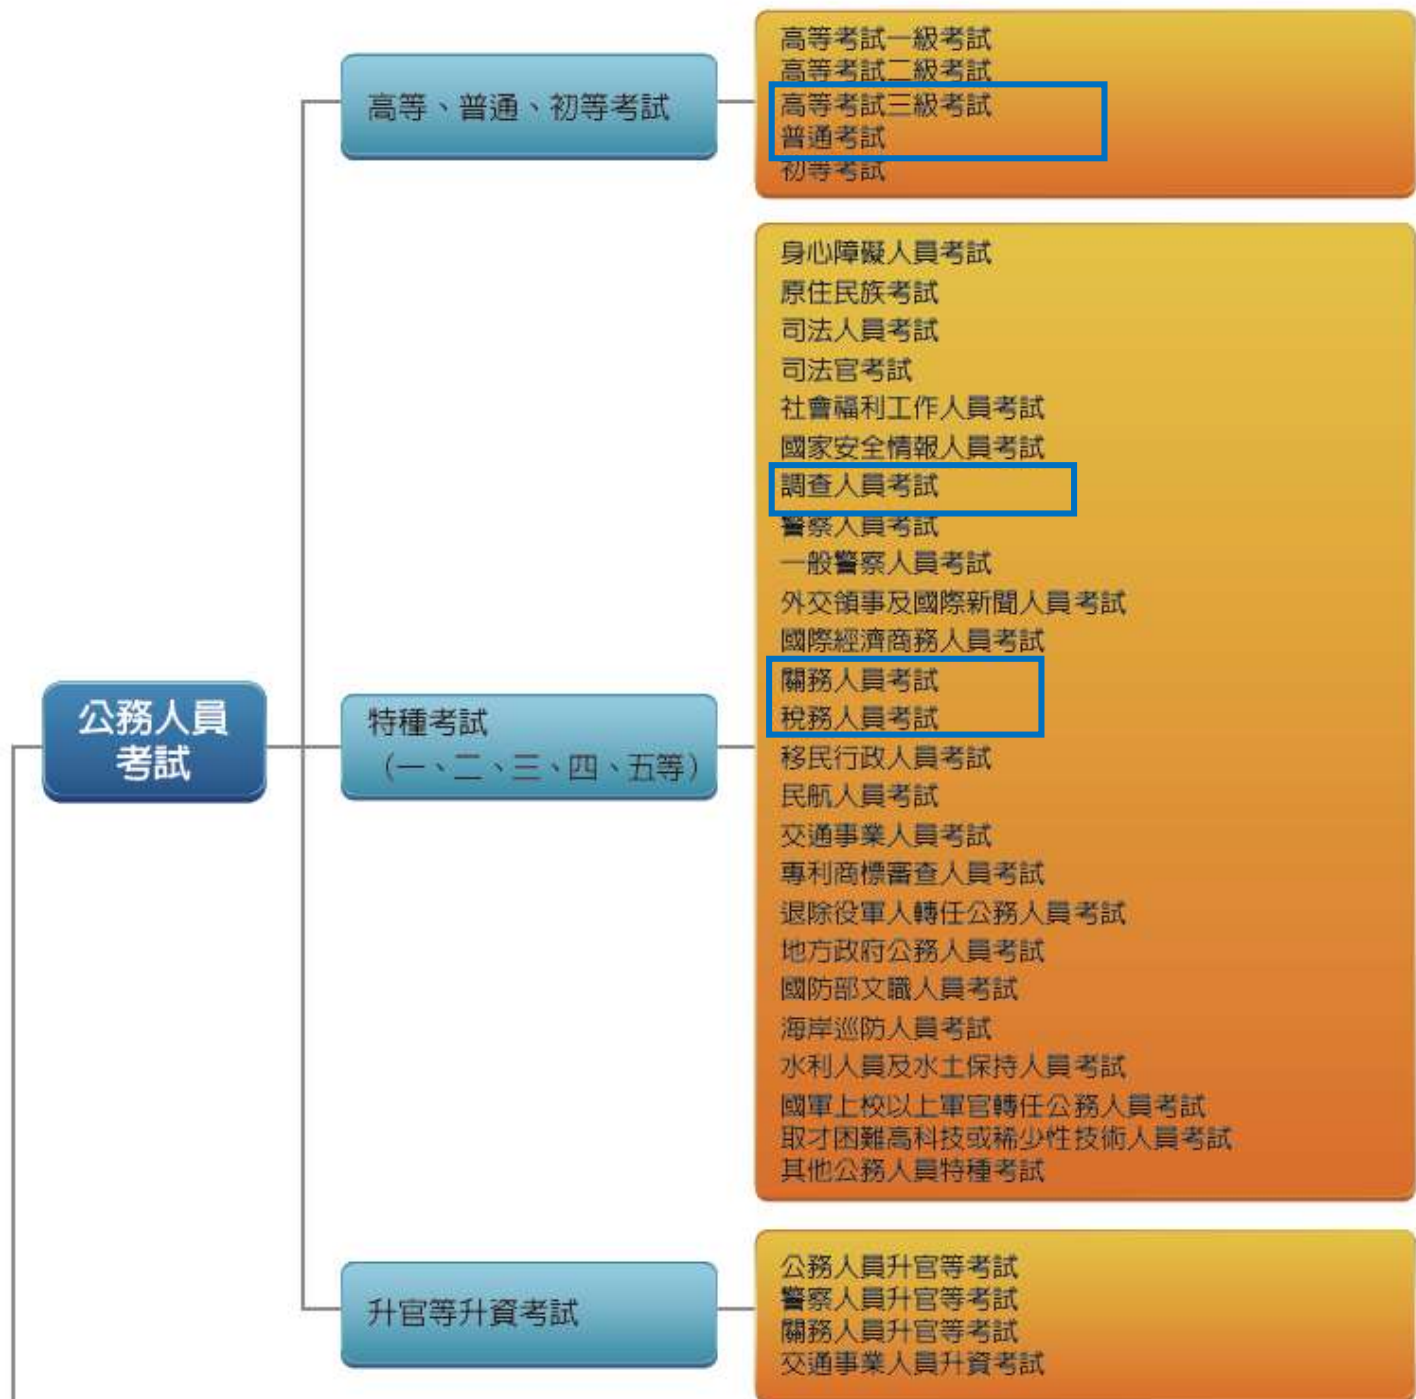 高等、普通、初等考試
高等考試一級考試
高等考試二級考試
高等考試三級考試
普通考試
初等考試
公務人員
考試
特種考試
（一、二、三、四、五等）
身心障礙人員考試
原住民族考試
司法人員考試
司法官考試
社會福利工作人員考試
國家安全情報人員考試
調查人員考試
警察人員考試
一般警察人員考試
外交領事及國際新聞人員考試
國際經濟商務人員考試
關務人員考試
稅務人員考試
移民行政人員考試
民航人員考試
交通事業人員考試
專利商標審查人員考試
退除役軍人轉任公務人員考試
地方政府公務人員考試
國防部文職人員考試
海岸巡防人員考試
水利人員及水土保持人員考試
國軍上校以上軍官轉任公務人員考試
取才困難高科技或稀少性技術人員考試
其他公務人員特種考試
升官等升資考試
公務人員升官等考試
警察人員升官等考試
關務人員升官等考試
交通事業人員升資考試